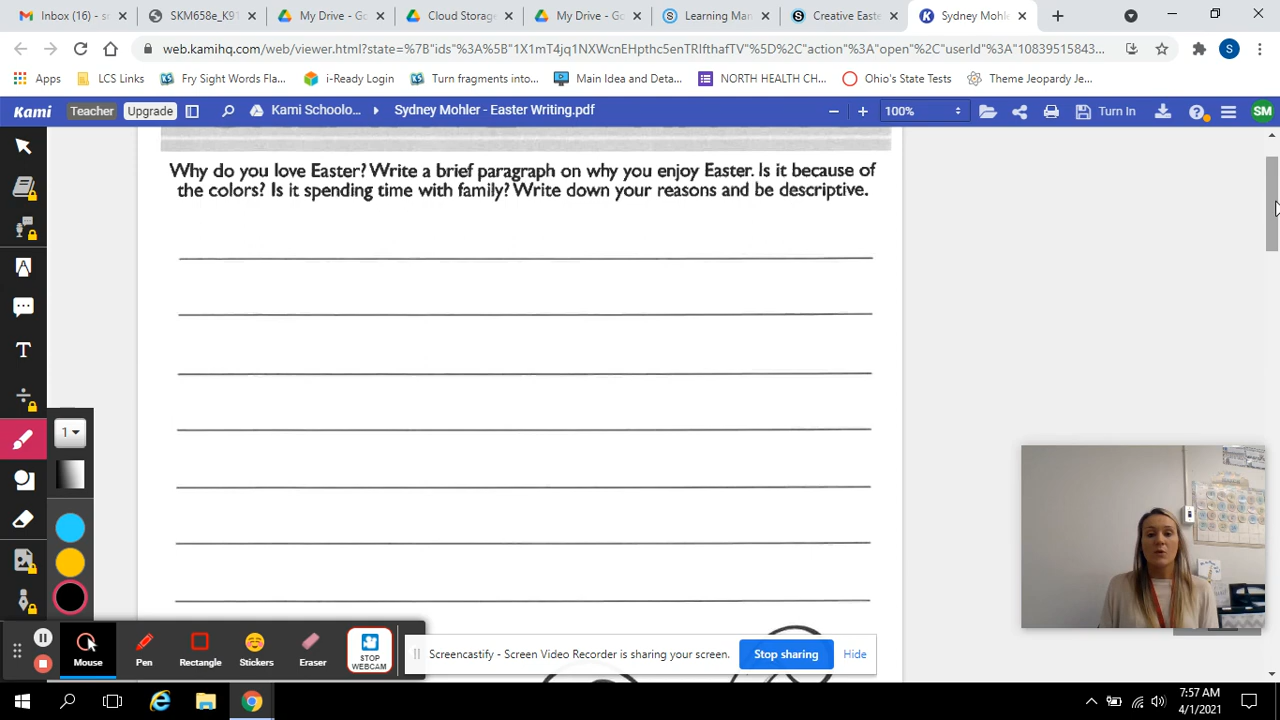 Inbox (16) - s
SKM658e_K91
My Drive - Go
Cloud Storag
My Drive - Go
Learning Man
Creative Easte
Sydney Mohle
web.kamihq.com/web/viewer.html?state=%7B"ids"%3A%5B"1X1mT4jq1NXWcnEHpthc5enTRIfthafTV"%5D%2C"action"%3A"open"%2C"userId"%3A"10839515843...
S
Apps
LCS Links
Fry Sight Words Fla...
i-Ready Login
Turn fragments into...
Main Idea and Deta...
NORTH HEALTH CH...
Ohio's State Tests
Theme Jeopardy Je...
Kami
Teacher
Upgrade
Kami Schoolo...
Sydney Mohler - Easter Writing.pdf
100%
Turn In
SM
Why do you love Easter? Write a brief paragraph on why you enjoy Easter. Is it because of
the colors? Is it spending time with family? Write down your reasons and be descriptive.
1
Mouse
Pen
Rectangle
Stickers
Eraser
STOP
WEBCAM
Screencastify - Screen Video Recorder is sharing your screen.
Stop sharing
Hide
7:57 AM
4/1/2021